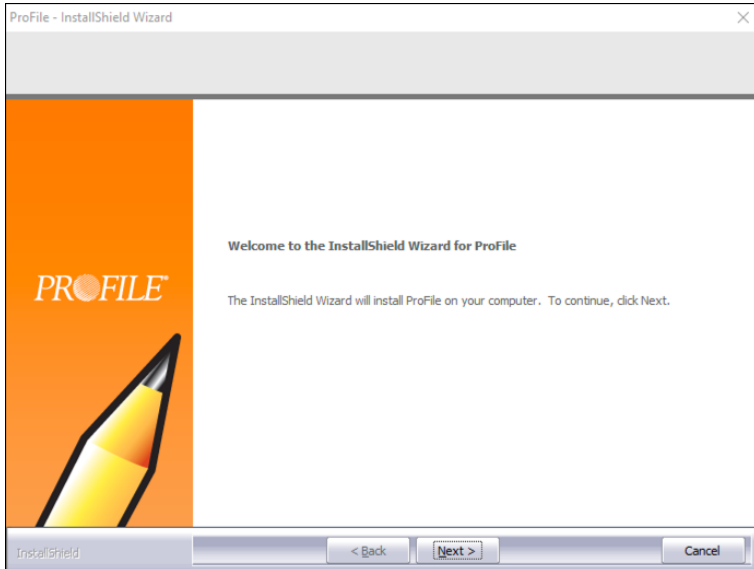 ProFile - InstallShield Wizard
PROFILE®
Welcome to the InstallShield Wizard for ProFile
The InstallShield Wizard will install ProFile on your computer. To continue, click Next.
InstallShield
< Back
Next >
Cancel